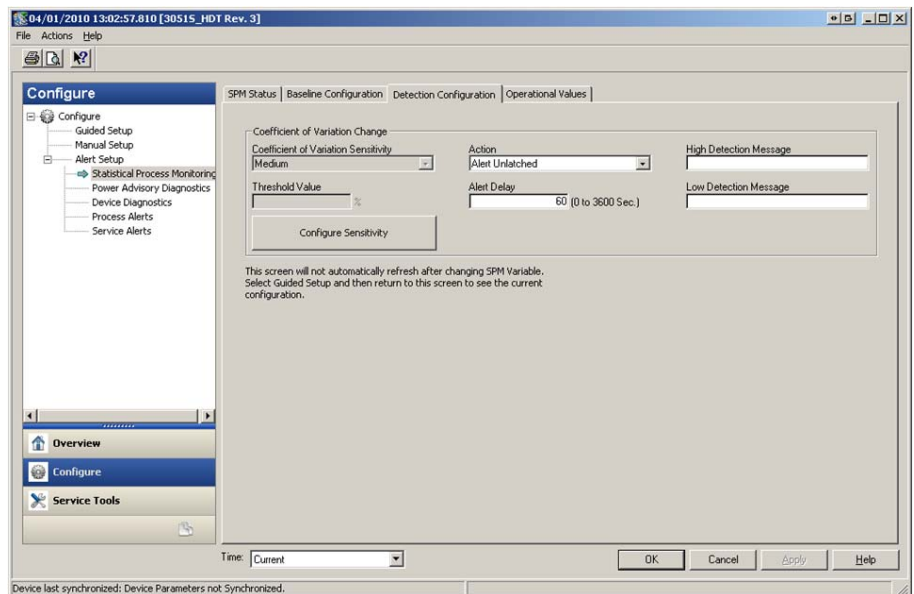 04/01/2010 13:02:57.810 [3051S_HDT Rev. 3]
File Actions Help
Configure
Configure
Guided Setup
Manual Setup
Alert Setup
Statistical Process Monitoring
Power Advisory Diagnostics
Device Diagnostics
Process Alerts
Service Alerts
Overview
Configure
Service Tools
SPM Status Baseline Configuration Detection Configuration Operational Values
Coefficient of Variation Change
Coefficient of Variation Sensitivity Action High Detection Message
Medium Alert Unlatched
Threshold Value Alert Delay Low Detection Message
% 60 (0 to 3600 Sec.)
Configure Sensitivity
This screen will not automatically refresh after changing SPM Variable.
Select Guided Setup and then return to this screen to see the current
configuration.
Time: Current OK Cancel Apply Help
Device last synchronized: Device Parameters not Synchronized.